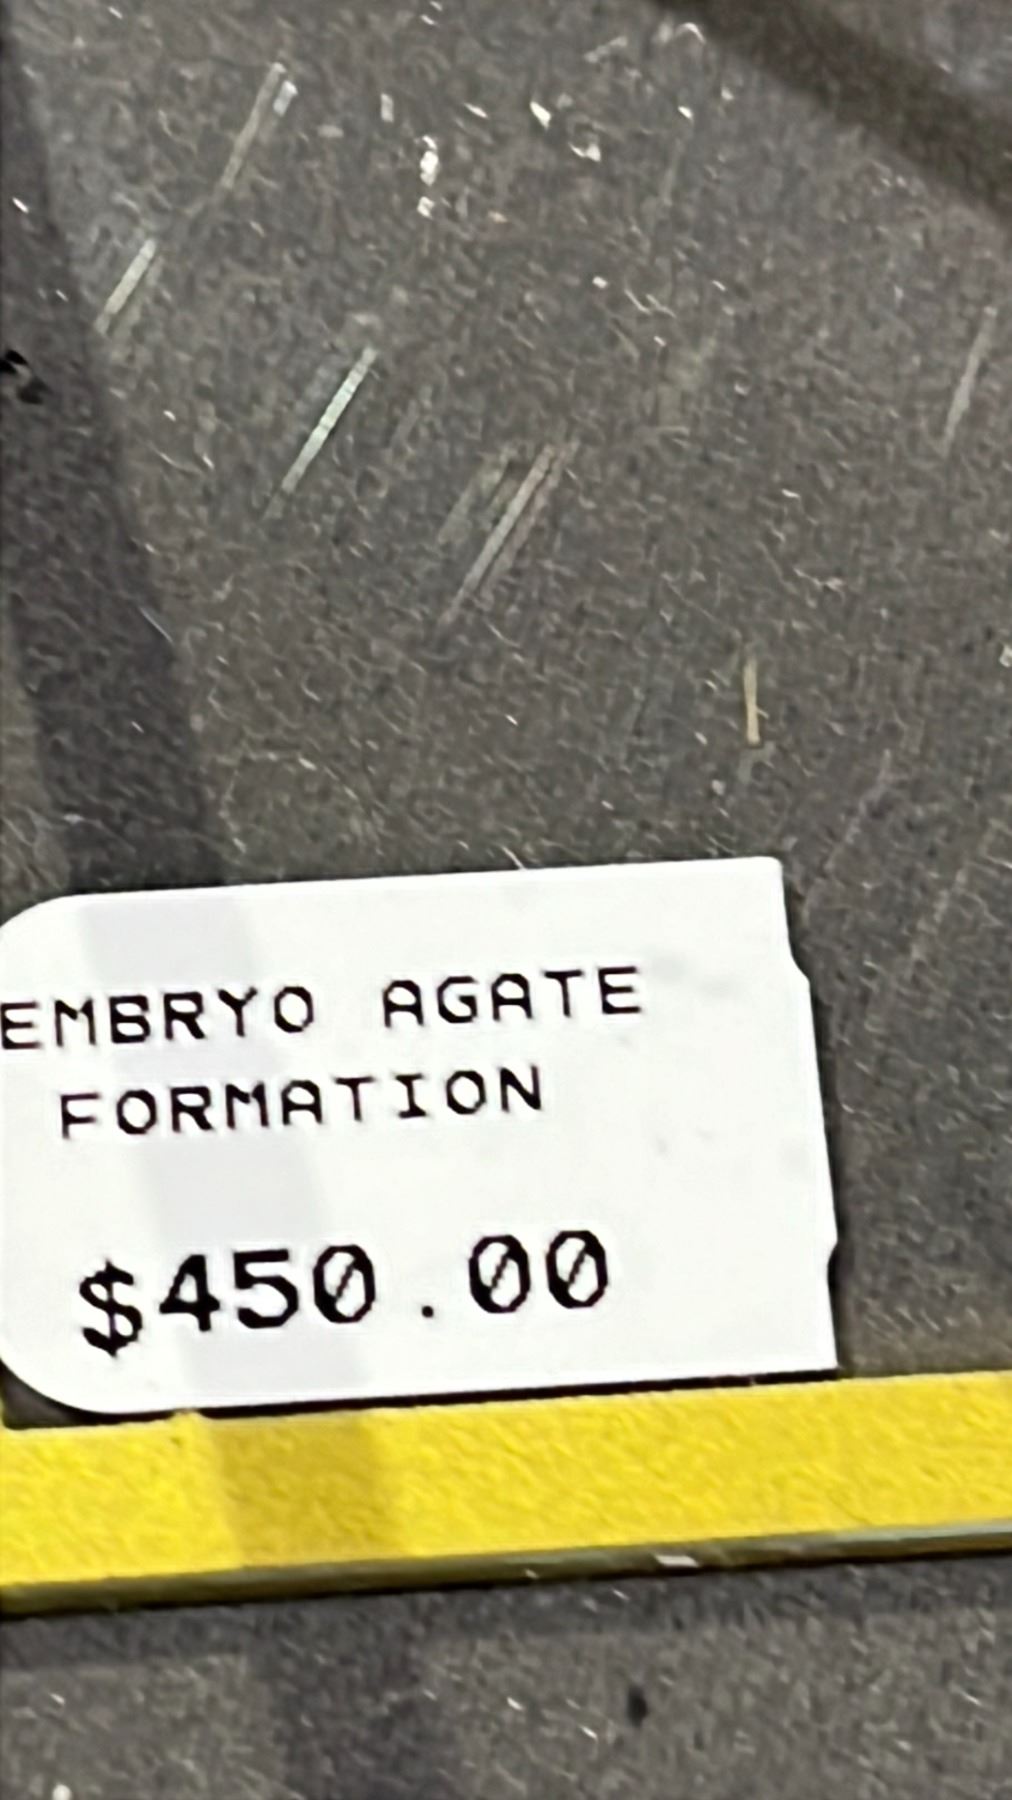 EMBRYO AGATE
FORMATION
$450.00